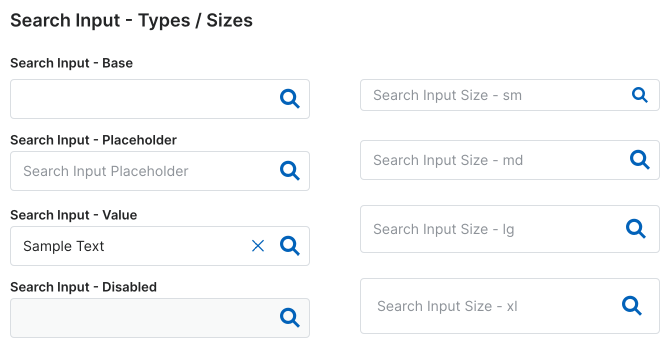 Search Input - Types / Sizes
Search Input - Base
Search Input - Placeholder
Search Input Placeholder
Search Input - Value
Sample Text
Search Input - Disabled
Search Input Size - sm
Search Input Size - md
Search Input Size - lg
Search Input Size - xl